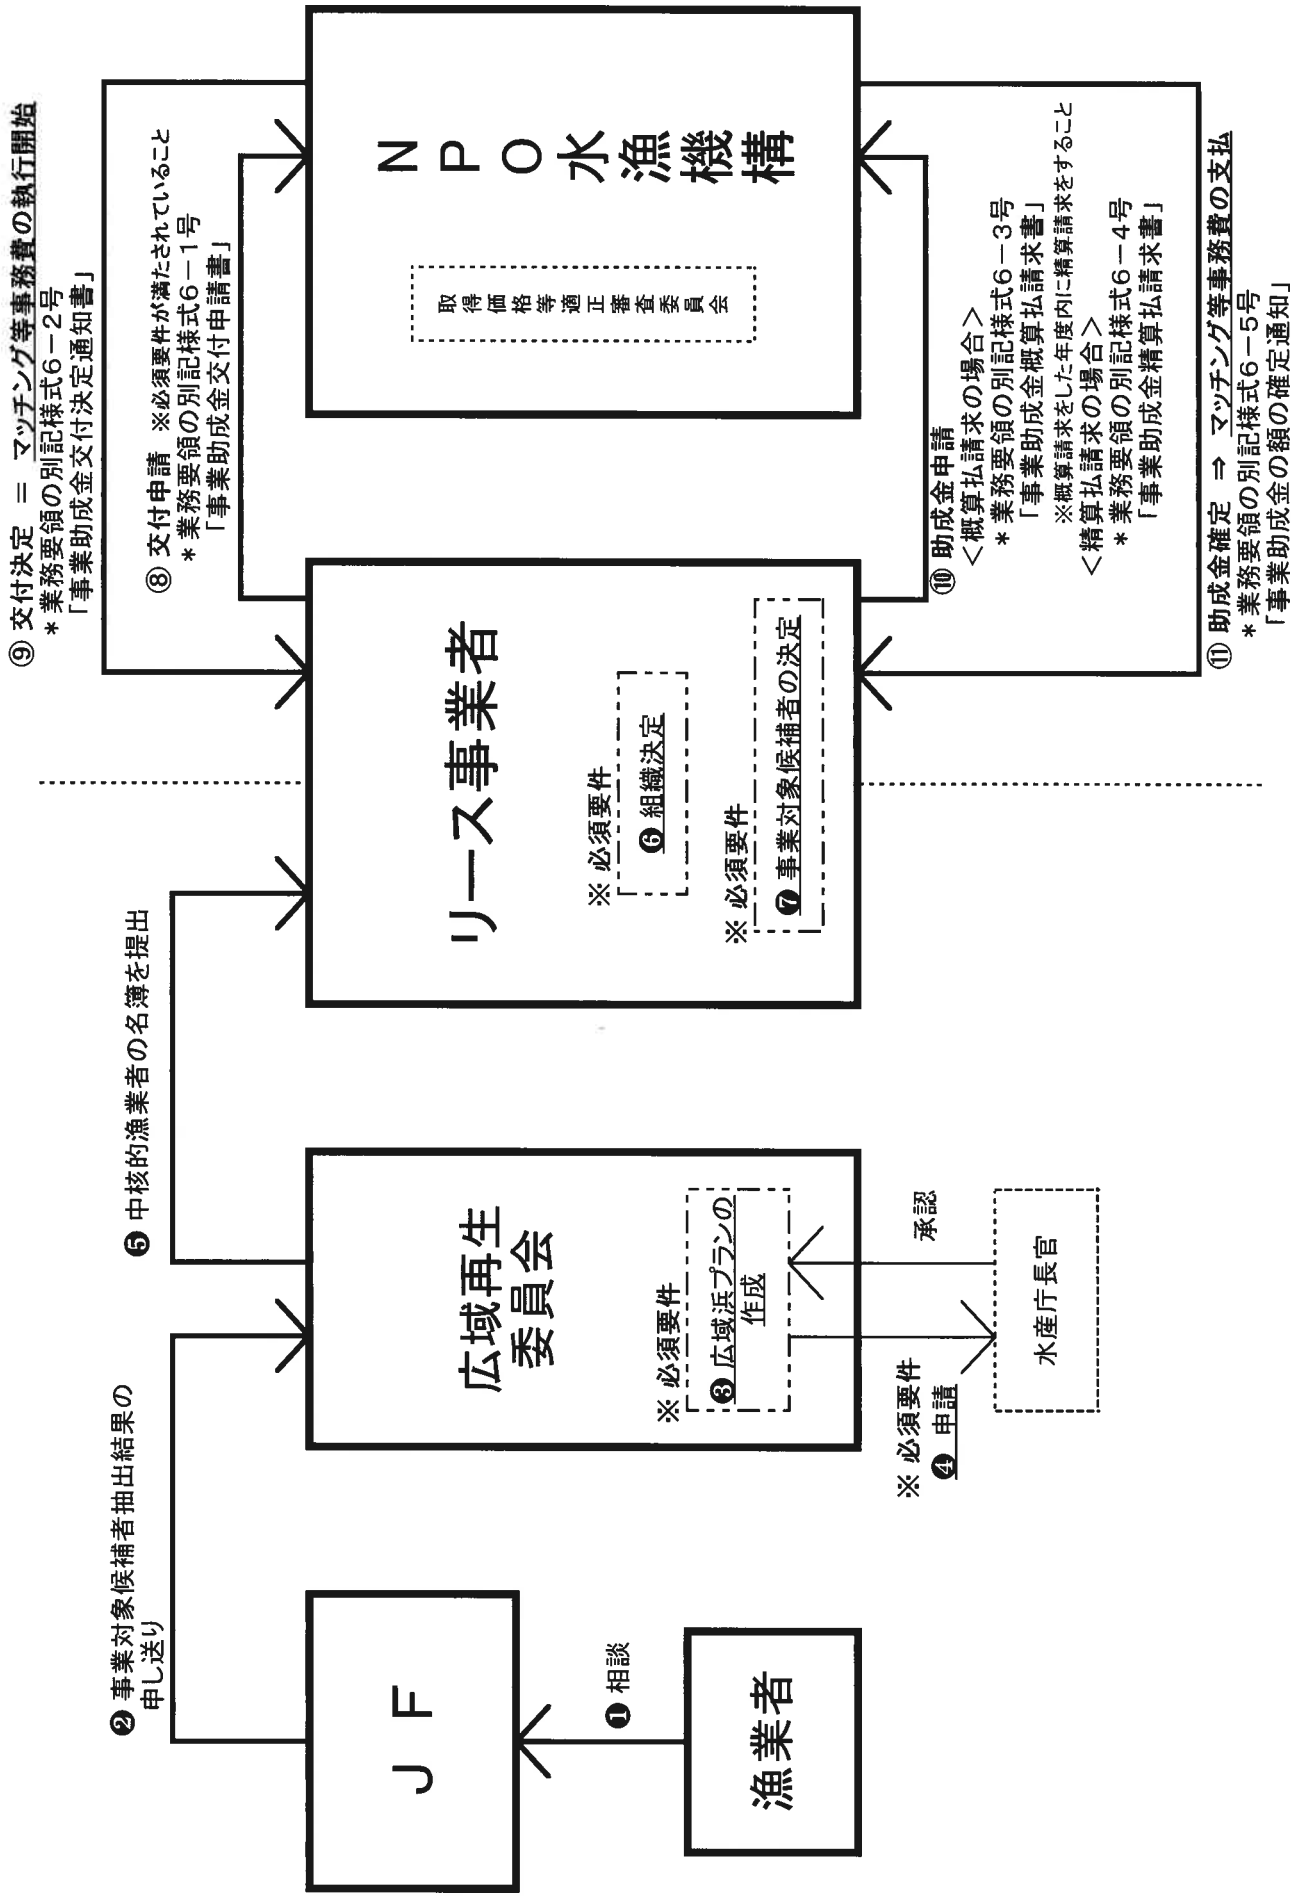 ❶ 相談
漁業者
ＪＦ
❷ 事業対象候補者抽出結果の
申し送り
広域再生
委員会
※ 必須要件
❸ 広域浜プランの
作成
※ 必須要件
❹ 申請
承認
水産庁長官
❺ 中核的漁業者の名簿を提出
リース事業者
※ 必須要件
❻ 組織決定
※ 必須要件
❼ 事業対象候補者の決定
⑧ 交付申請 ※必須要件が満たされていること
＊業務要領の別記様式６－１号
「事業助成金交付申請書」
⑨ 交付決定 ＝ マッチング等事務費の執行開始
＊業務要領の別記様式６－２号
「事業助成金交付決定通知書」
ＮＰＯ水漁機構
取得価格等適正審査委員会
⑩ 助成金申請
＜概算払請求の場合＞
＊業務要領の別記様式６－３号
「事業助成金概算払請求書」
※概算請求をした年度内に精算請求をすること
＜精算払請求の場合＞
＊業務要領の別記様式６－４号
「事業助成金精算払請求書」
⑪ 助成金確定 ⇒ マッチング等事務費の支払
＊業務要領の別記様式６－５号
「事業助成金の額の確定通知」